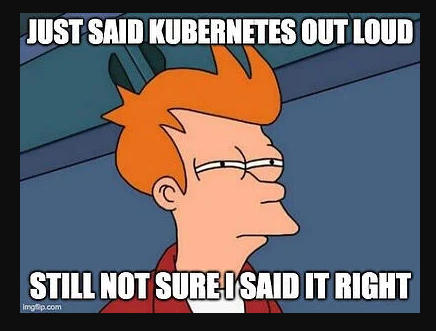 JUST SAID KUBERNETES OUT LOUD
STILL NOT SURE I SAID IT RIGHT
imgflip.com